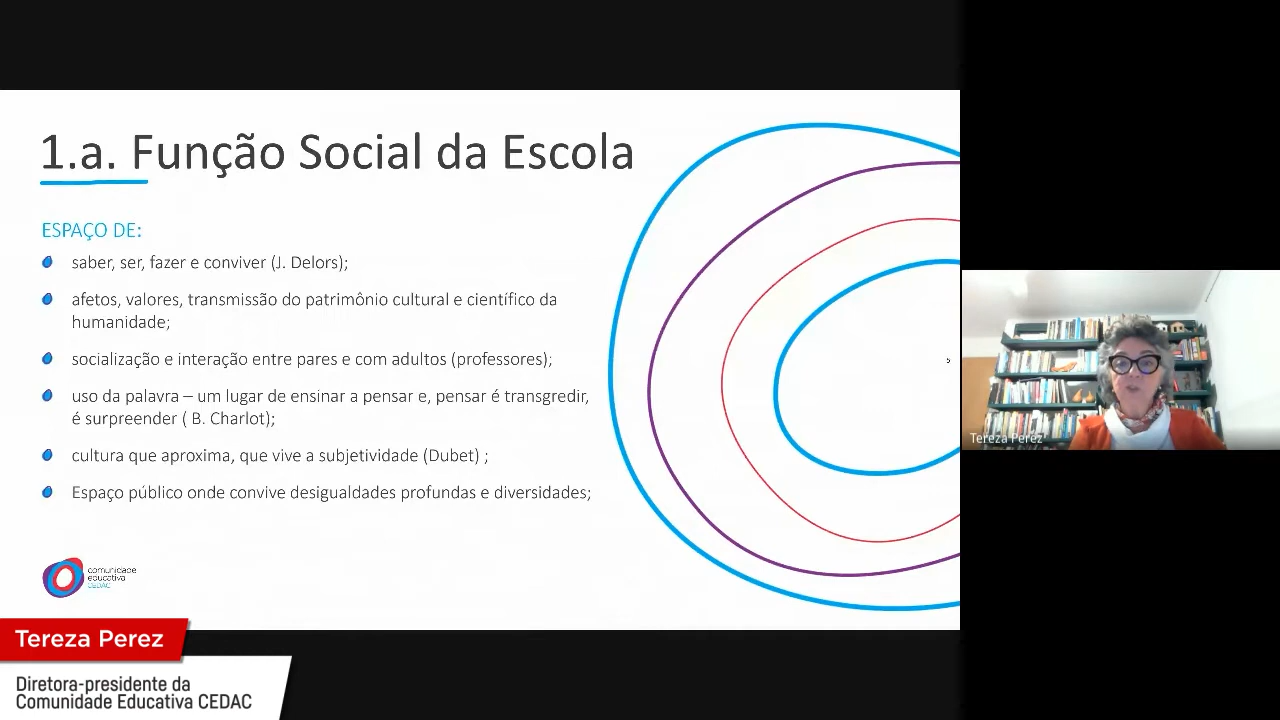 1.a. Função Social da Escola
ESPAÇO DE:
saber, ser, fazer e conviver (J. Delors);
afetos, valores, transmissão do patrimônio cultural e científico da
humanidade;
socialização e interação entre pares e com adultos (professores);
uso da palavra – um lugar de ensinar a pensar e, pensar é transgredir,
é surpreender ( B. Charlot);
cultura que aproxima, que vive a subjetividade (Dubet) ;
Espaço público onde convive desigualdades profundas e diversidades;
comunidade
educativa
CEDAC
Tereza Perez
Tereza Perez
Diretora-presidente da
Comunidade Educativa CEDAC